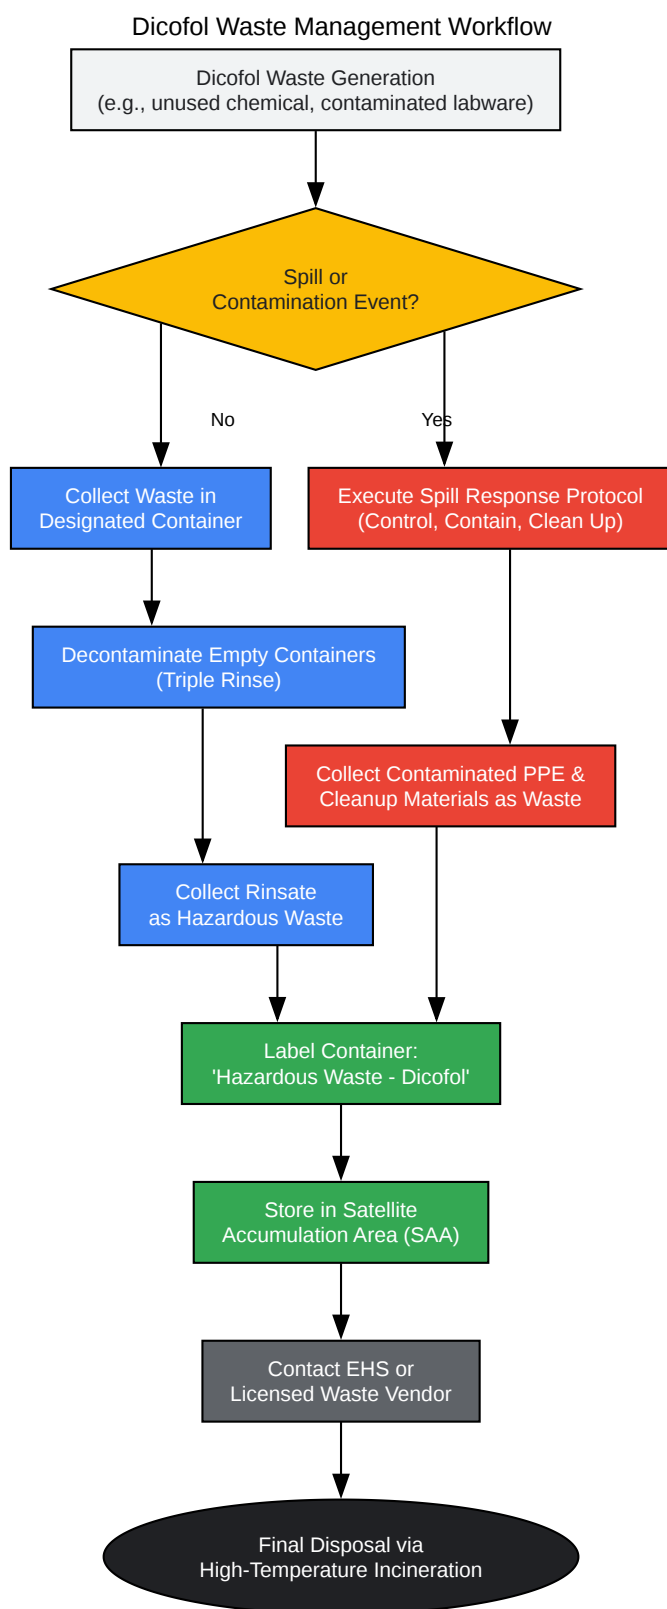 Dicofol Waste Management Workflow
Dicofol Waste Generation
(e.g., unused chemical, contaminated labware)
Spill or
Contamination Event?
No
Yes
Collect Waste in
Designated Container
Execute Spill Response Protocol
(Control, Contain, Clean Up)
Decontaminate Empty Containers
(Triple Rinse)
Collect Contaminated PPE &
Cleanup Materials as Waste
Collect Rinsate
as Hazardous Waste
Label Container:
'Hazardous Waste - Dicofol'
Store in Satellite
Accumulation Area (SAA)
Contact EHS or
Licensed Waste Vendor
Final Disposal via
High-Temperature Incineration